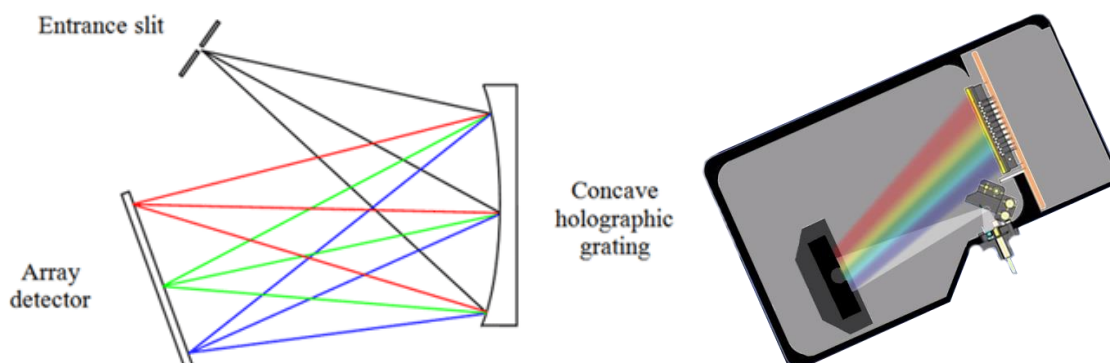 Entrance slit
Concave
holographic
grating
Array
detector